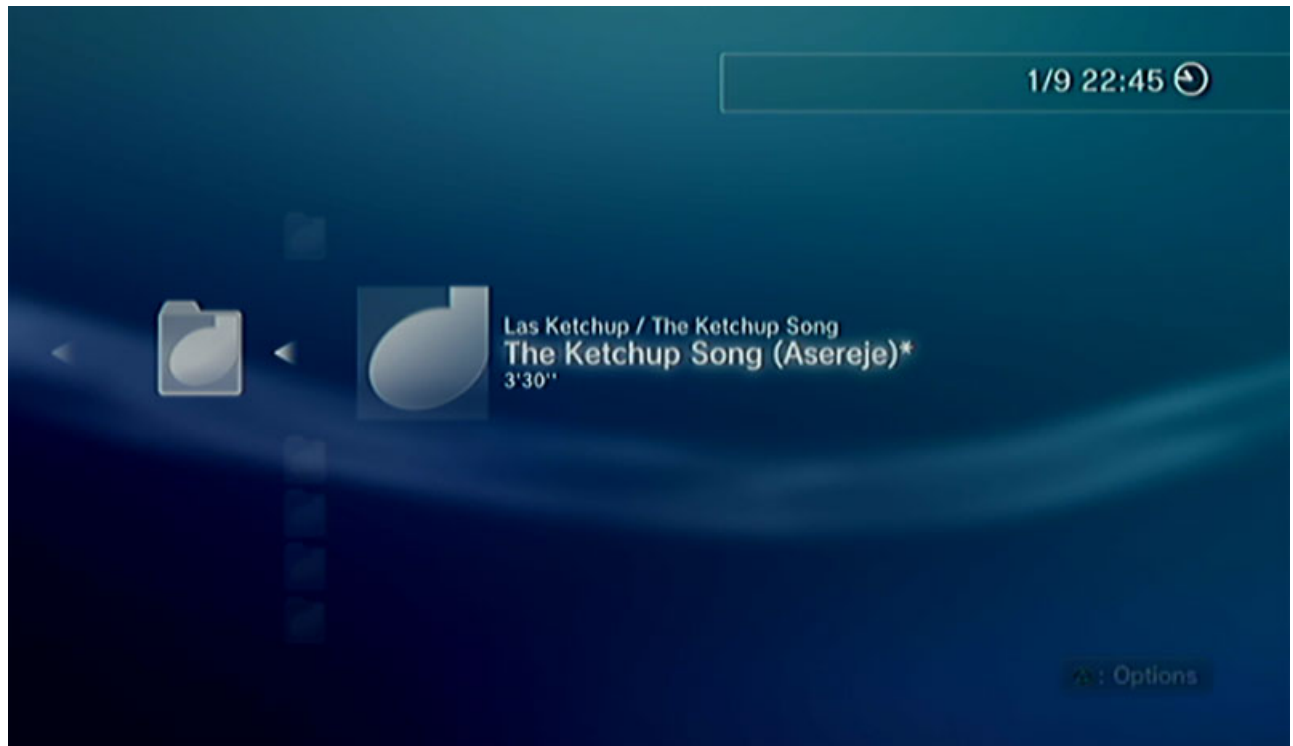 1/9 22:45
Las Ketchup / The Ketchup Song
The Ketchup Song (Asereje)*
3'30''
: Options